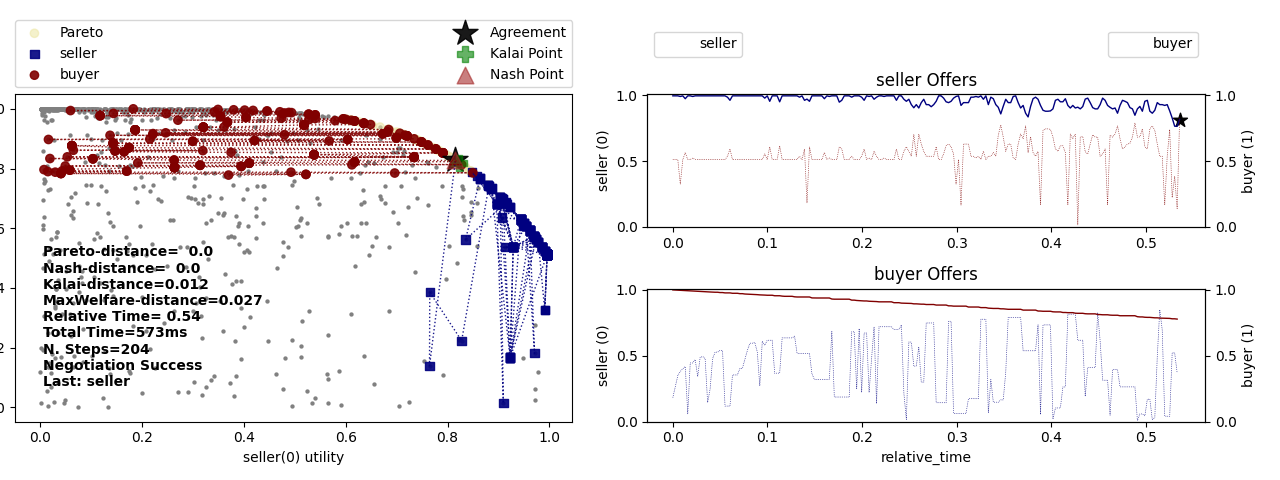 Pareto
seller
buyer
Agreement
Kalai Point
Nash Point
Pareto-distance= 0.0
Nash-distance= 0.0
Kalai-distance=0.012
MaxWelfare-distance=0.027
Relative Time= 0.54
Total Time=573ms
N. Steps=204
Negotiation Success
Last: seller
0.0 0.2 0.4 0.6 0.8 1.0
seller(0) utility
seller
buyer
seller Offers
1.0 1.0
0.5 0.5
0.0 0.0
seller (0)
buyer (1)
0.0 0.1 0.2 0.3 0.4 0.5
buyer Offers
1.0 1.0
0.5 0.5
0.0 0.0
seller (0)
buyer (1)
0.0 0.1 0.2 0.3 0.4 0.5
relative_time